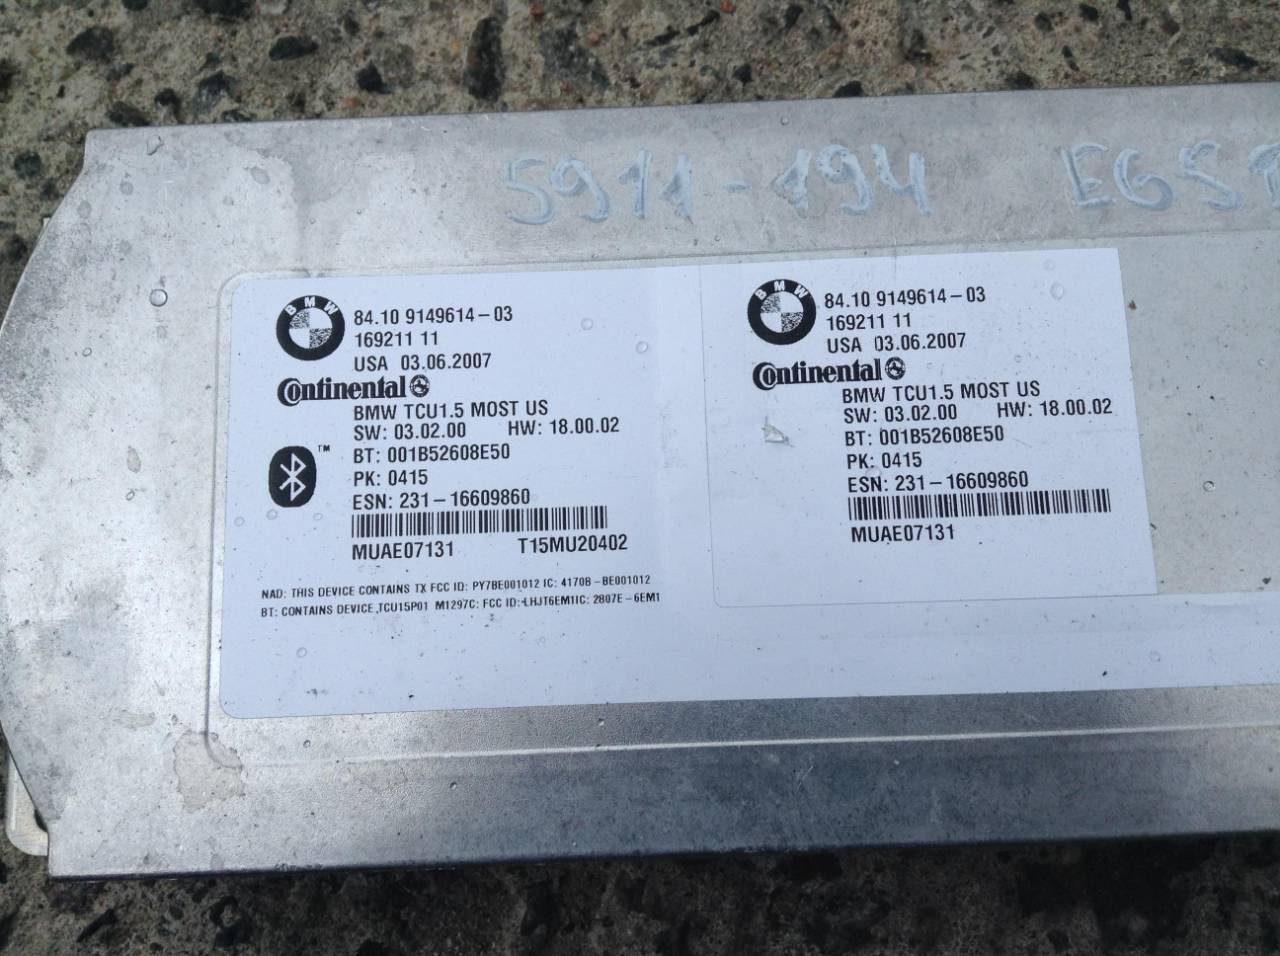 5911-194
BMW
84.10 9149614-03
169211 11
USA 03.06.2007
Continental
BMW TCU1.5 MOST US
SW: 03.02.00 HW: 18.00.02
™
BT: 001B52608E50
PK: 0415
ESN: 231-16609860
MUAE07131 T15MU20402
NAD: THIS DEVICE CONTAINS TX FCC ID: PY7BE001012 IC: 4170B-BE001012
BT: CONTAINS DEVICE,TCU15P01 M1297C: FCC ID:LHJT6EM1IC: 2807E-6EM1
BMW
84.10 9149614-03
169211 11
USA 03.06.2007
Continental
BMW TCU1.5 MOST US
SW: 03.02.00 HW: 18.00.02
BT: 001B52608E50
PK: 0415
ESN: 231-16609860
MUAE07131